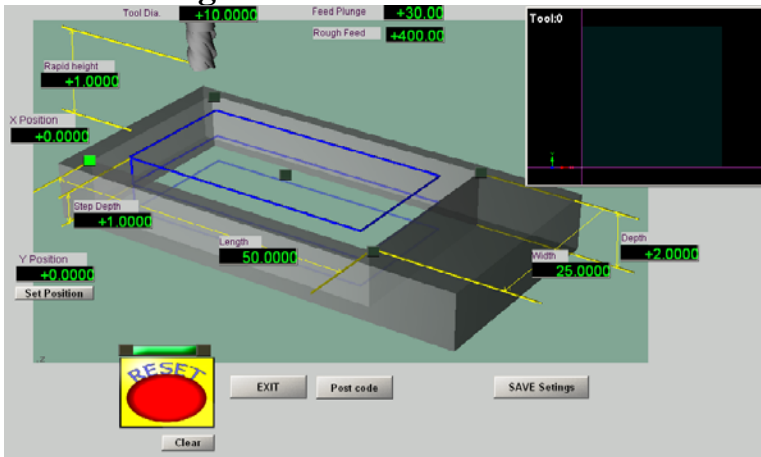 g
Tool Dia. +10.0000 Feed Plunge +30.00
Rough Feed +400.00
Tool:0
Rapid height
+1.0000
X Position
+0.0000
Step Depth
+1.0000
Length
50.0000
Width
25.0000
Depth
+2.0000
Y Position
+0.0000
Set Position
.z
RESET
EXIT
Post code
SAVE Setings
Clear